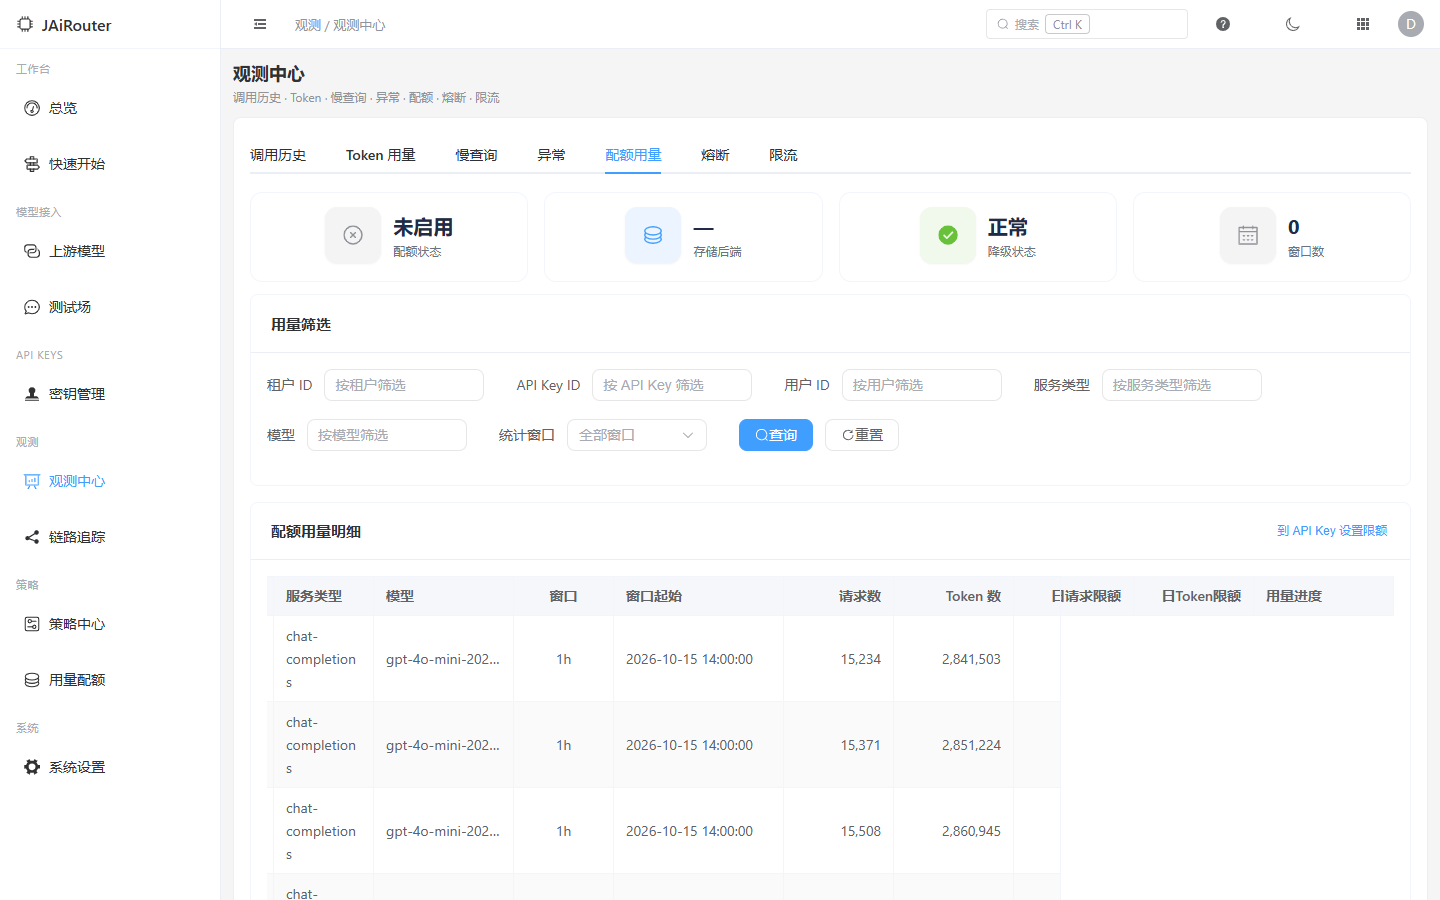 JAiRouter
观测 / 观测中心
搜索 Ctrl K
D
工作台
总览
快速开始
模型接入
上游模型
测试场
API KEYS
密钥管理
观测
观测中心
链路追踪
策略
策略中心
用量配额
系统
系统设置
观测中心
调用历史 · Token · 慢查询 · 异常 · 配额 · 熔断 · 限流
调用历史 Token 用量 慢查询 异常 配额用量 熔断 限流
未启用
配额状态
—
存储后端
正常
降级状态
0
窗口数
用量筛选
租户 ID 按租户筛选 API Key ID 按 API Key 筛选 用户 ID 按用户筛选 服务类型 按服务类型筛选
模型 按模型筛选 统计窗口 全部窗口 查询 重置
配额用量明细 到 API Key 设置限额
服务类型 模型 窗口 窗口起始 请求数 Token 数 日请求限额 日Token限额 用量进度
chat-
completion
s
gpt-4o-mini-202... 1h 2026-10-15 14:00:00 15,234 2,841,503
chat-
completion
s
gpt-4o-mini-202... 1h 2026-10-15 14:00:00 15,371 2,851,224
chat-
completion
s
gpt-4o-mini-202... 1h 2026-10-15 14:00:00 15,508 2,860,945
chat-